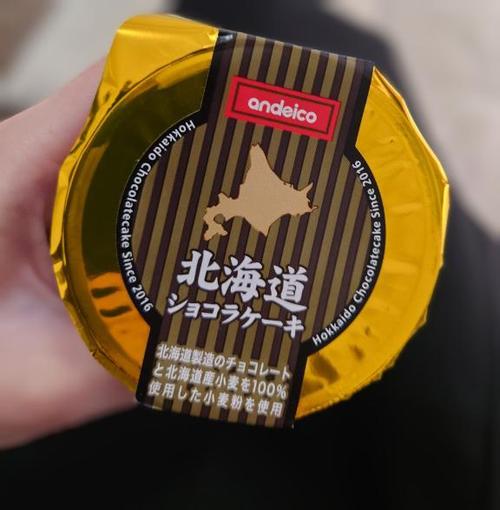 andeico
Hokkaido Chocolatecake Since 2016
Hokkaido Chocolatecake Since 2016
北海道
ショコラケーキ
北海道製造のチョコレート
と北海道産小麦を100%
使用した小麦粉を使用